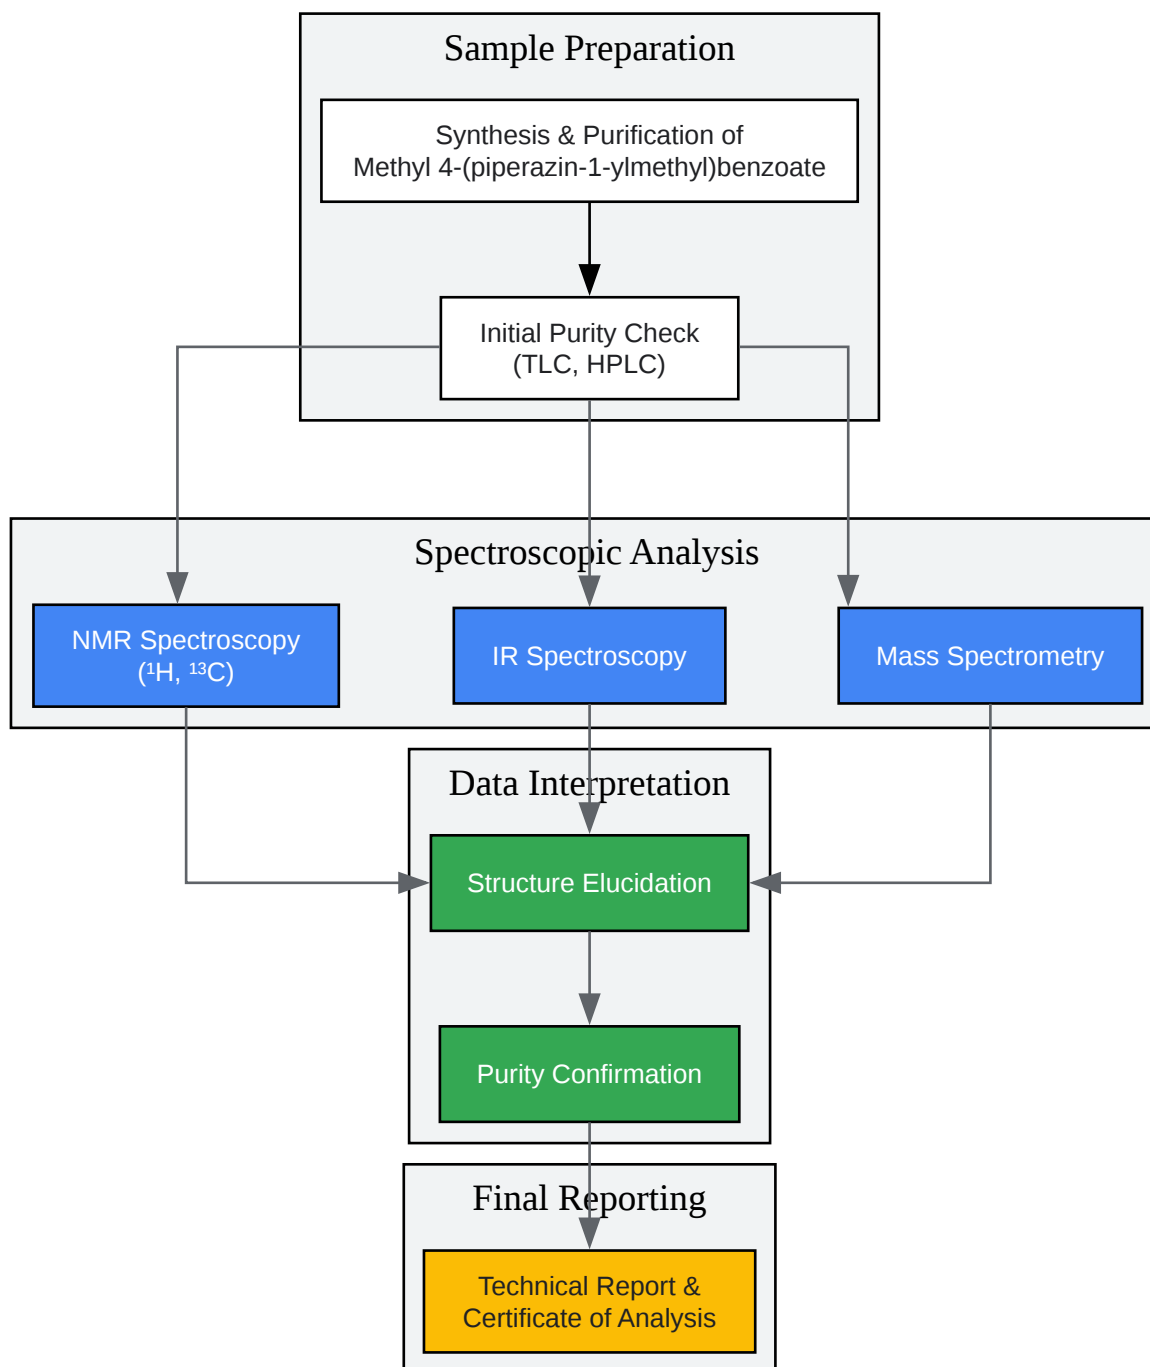 Sample Preparation
Synthesis & Purification of
Methyl 4-(piperazin-1-ylmethyl)benzoate
Initial Purity Check
(TLC, HPLC)
Spectroscopic Analysis
NMR Spectroscopy
(¹H, ¹³C)
IR Spectroscopy
Mass Spectrometry
Data Interpretation
Structure Elucidation
Purity Confirmation
Final Reporting
Technical Report &
Certificate of Analysis